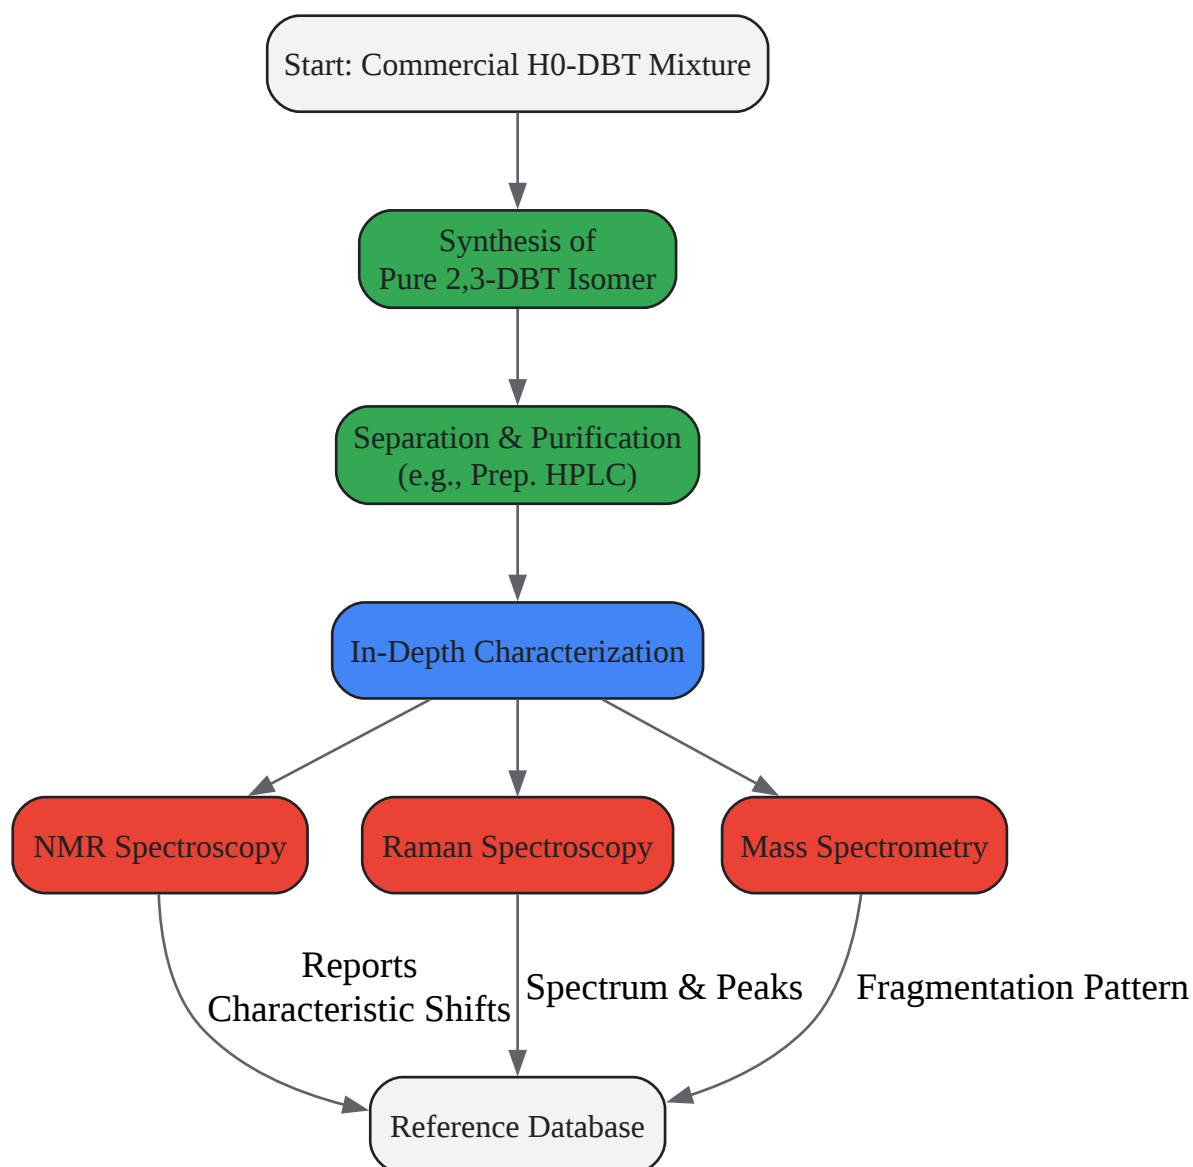 Start: Commercial H0-DBT Mixture
Synthesis of
Pure 2,3-DBT Isomer
Separation & Purification
(e.g., Prep. HPLC)
In-Depth Characterization
NMR Spectroscopy
Raman Spectroscopy
Mass Spectrometry
Reports
Characteristic Shifts
Spectrum & Peaks
Fragmentation Pattern
Reference Database